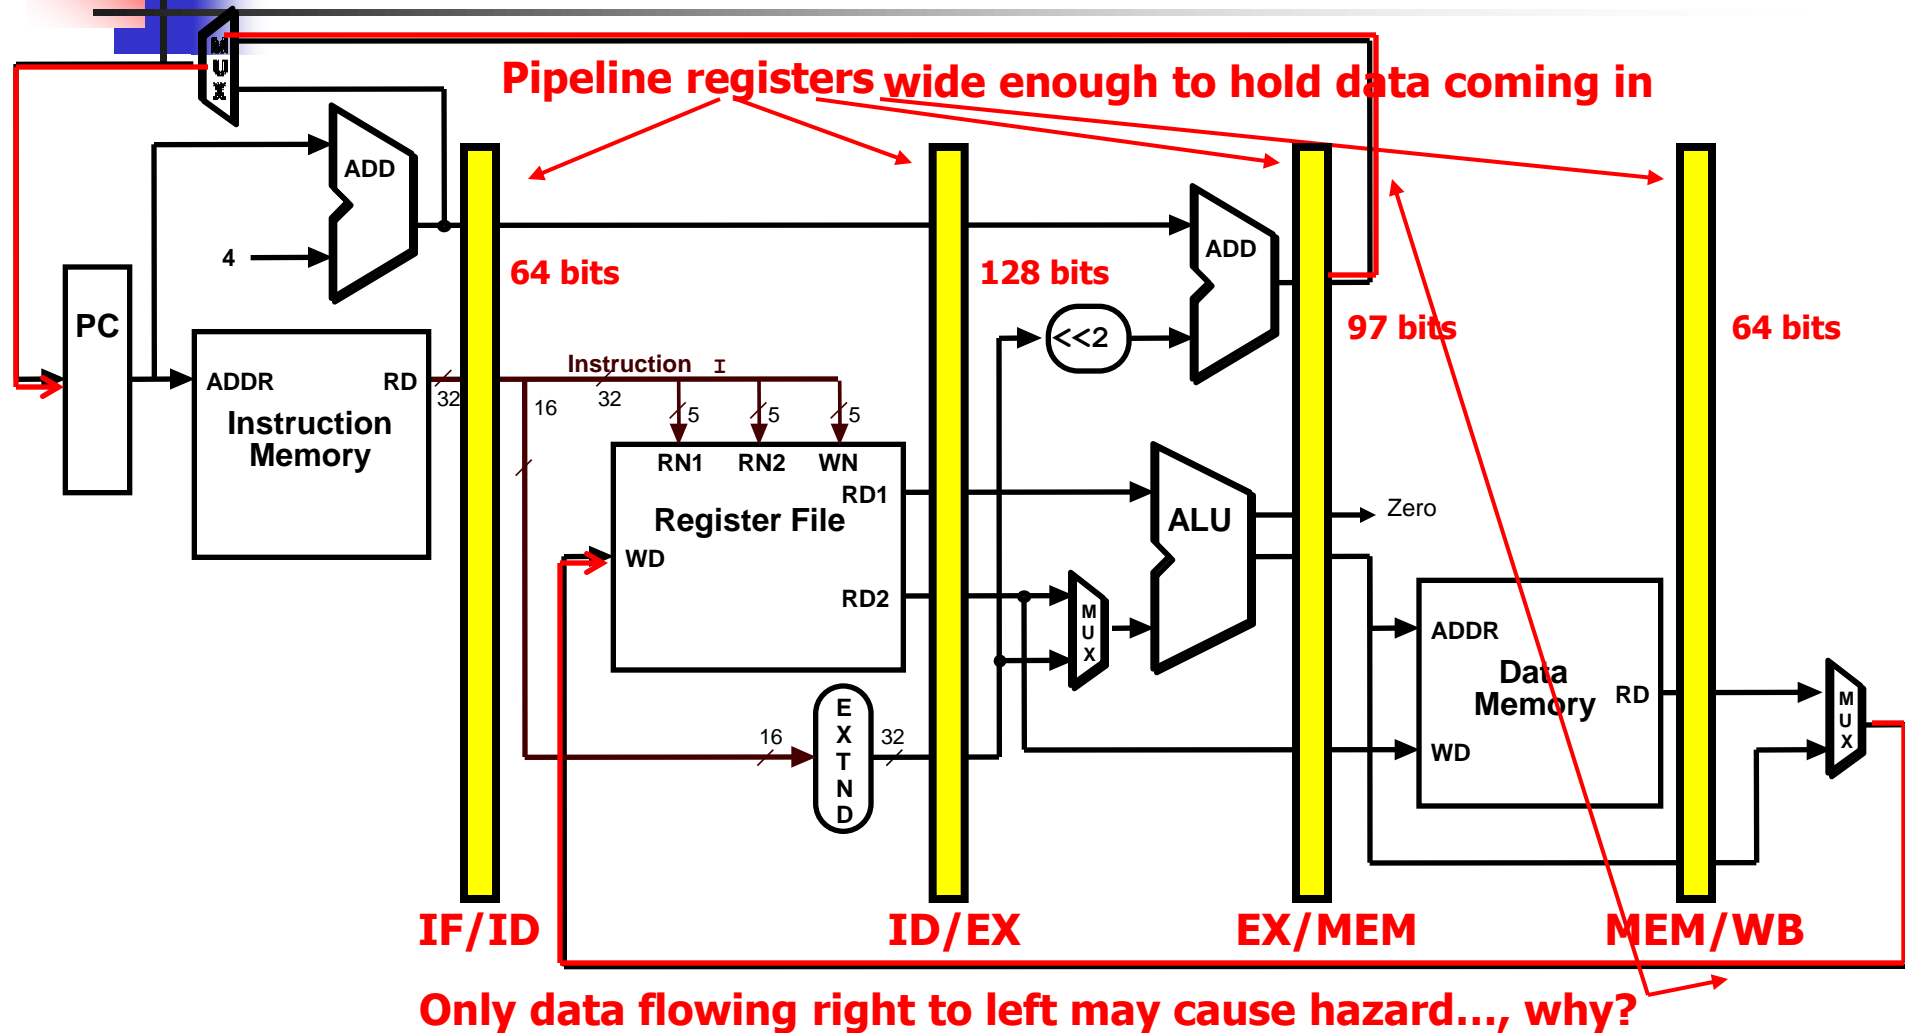 M
U
X
Pipeline registers wide enough to hold data coming in
ADD
4
64 bits
128 bits
ADD
97 bits
64 bits
PC
<<2
ADDR
RD
32
Instruction
Memory
Instruction I
16
32
5
5
5
RN1
RN2
WN
RD1
Register File
WD
RD2
ALU
Zero
M
U
X
ADDR
Data
Memory
RD
WD
M
U
X
16
E
X
T
N
D
32
IF/ID
ID/EX
EX/MEM
MEM/WB
Only data flowing right to left may cause hazard..., why?